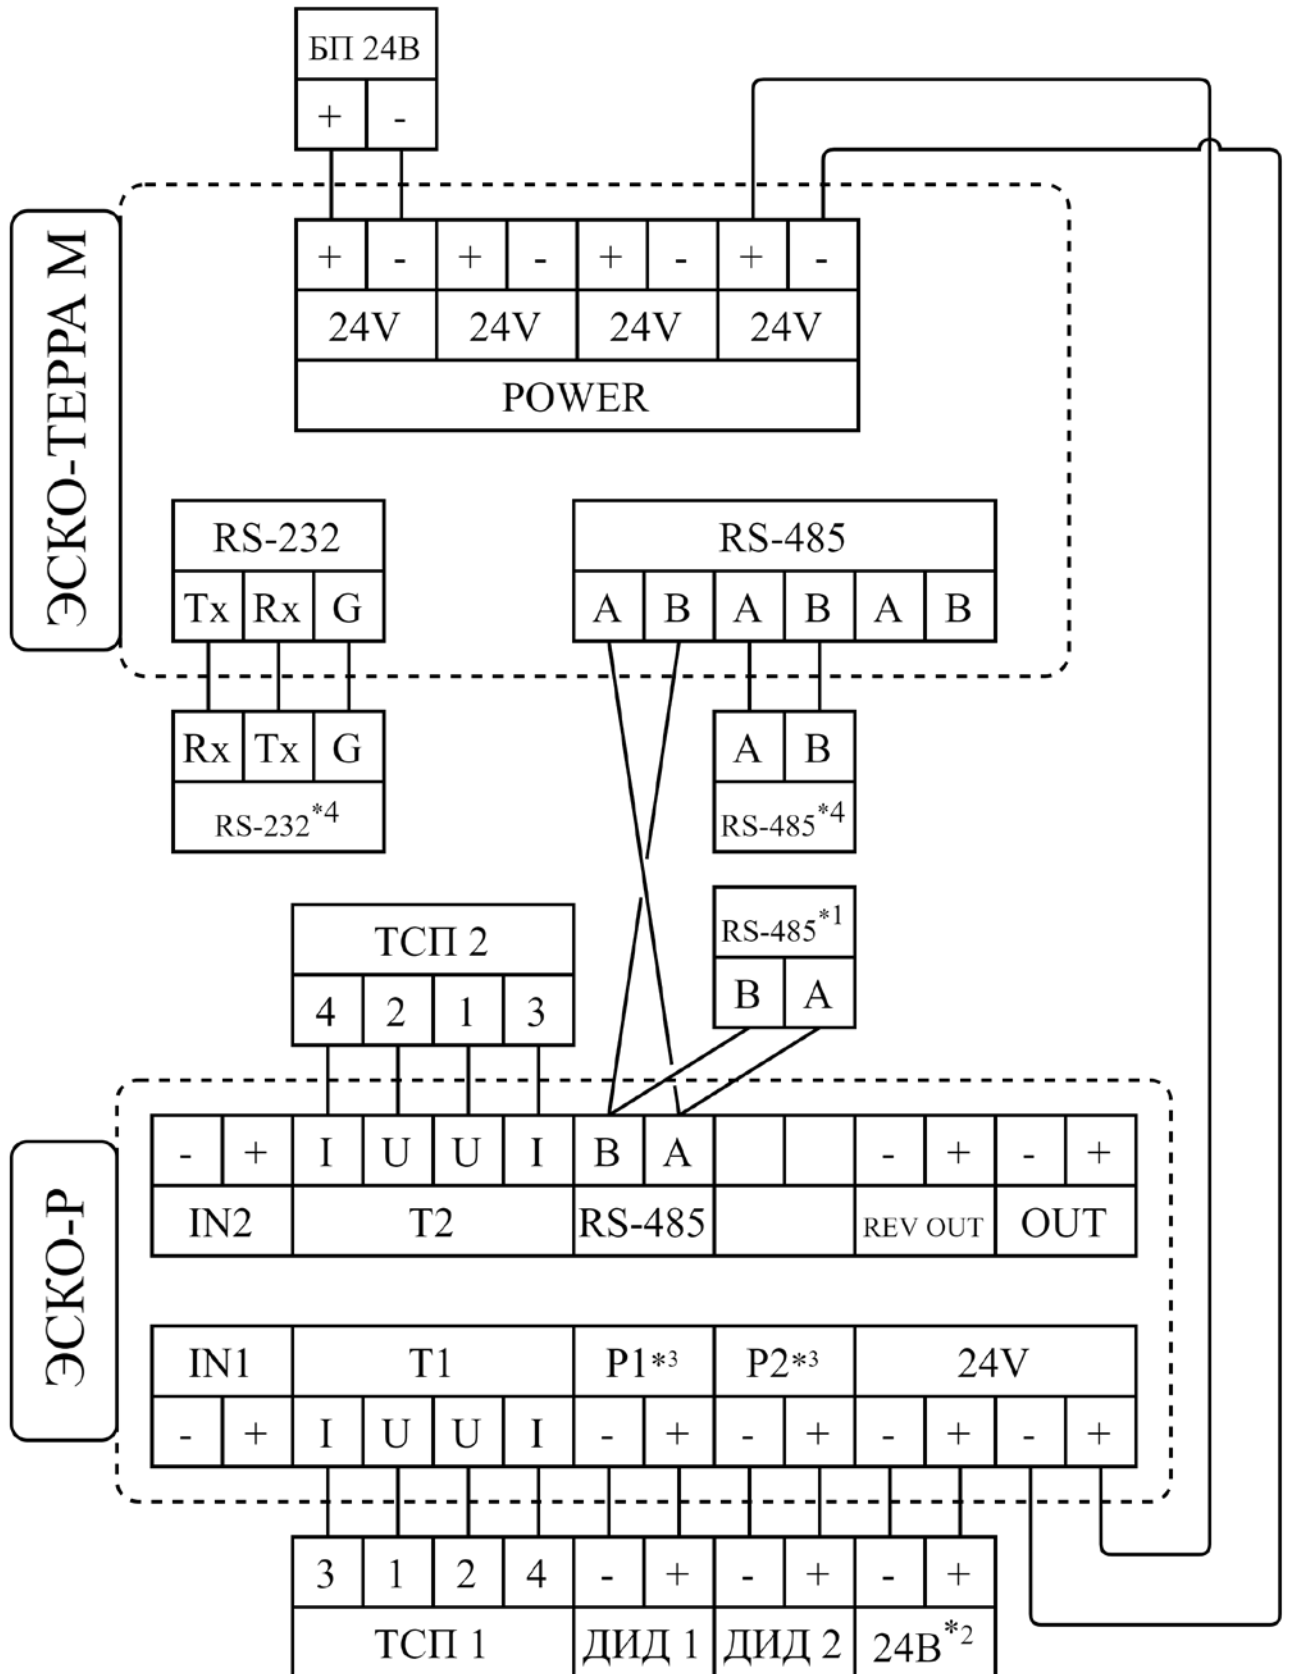 БП 24В
+ -
ЭСКО-ТЕРРА М
+ - + - + - + -
24V 24V 24V 24V
POWER
RS-232 RS-485
Tx Rx G A B A B A B
Rx Tx G A B
RS-232*4 RS-485*4
ТСП 2 RS-485*1
4 2 1 3 B A
ЭСКО-Р
- + I U U I B A - + - +
IN2 T2 RS-485 REV OUT OUT
IN1 T1 P1*3 P2*3 24V
- + I U U I - + - + - + - +
3 1 2 4 - + - + - +
ТСП 1 ДИД 1 ДИД 2 24В*2